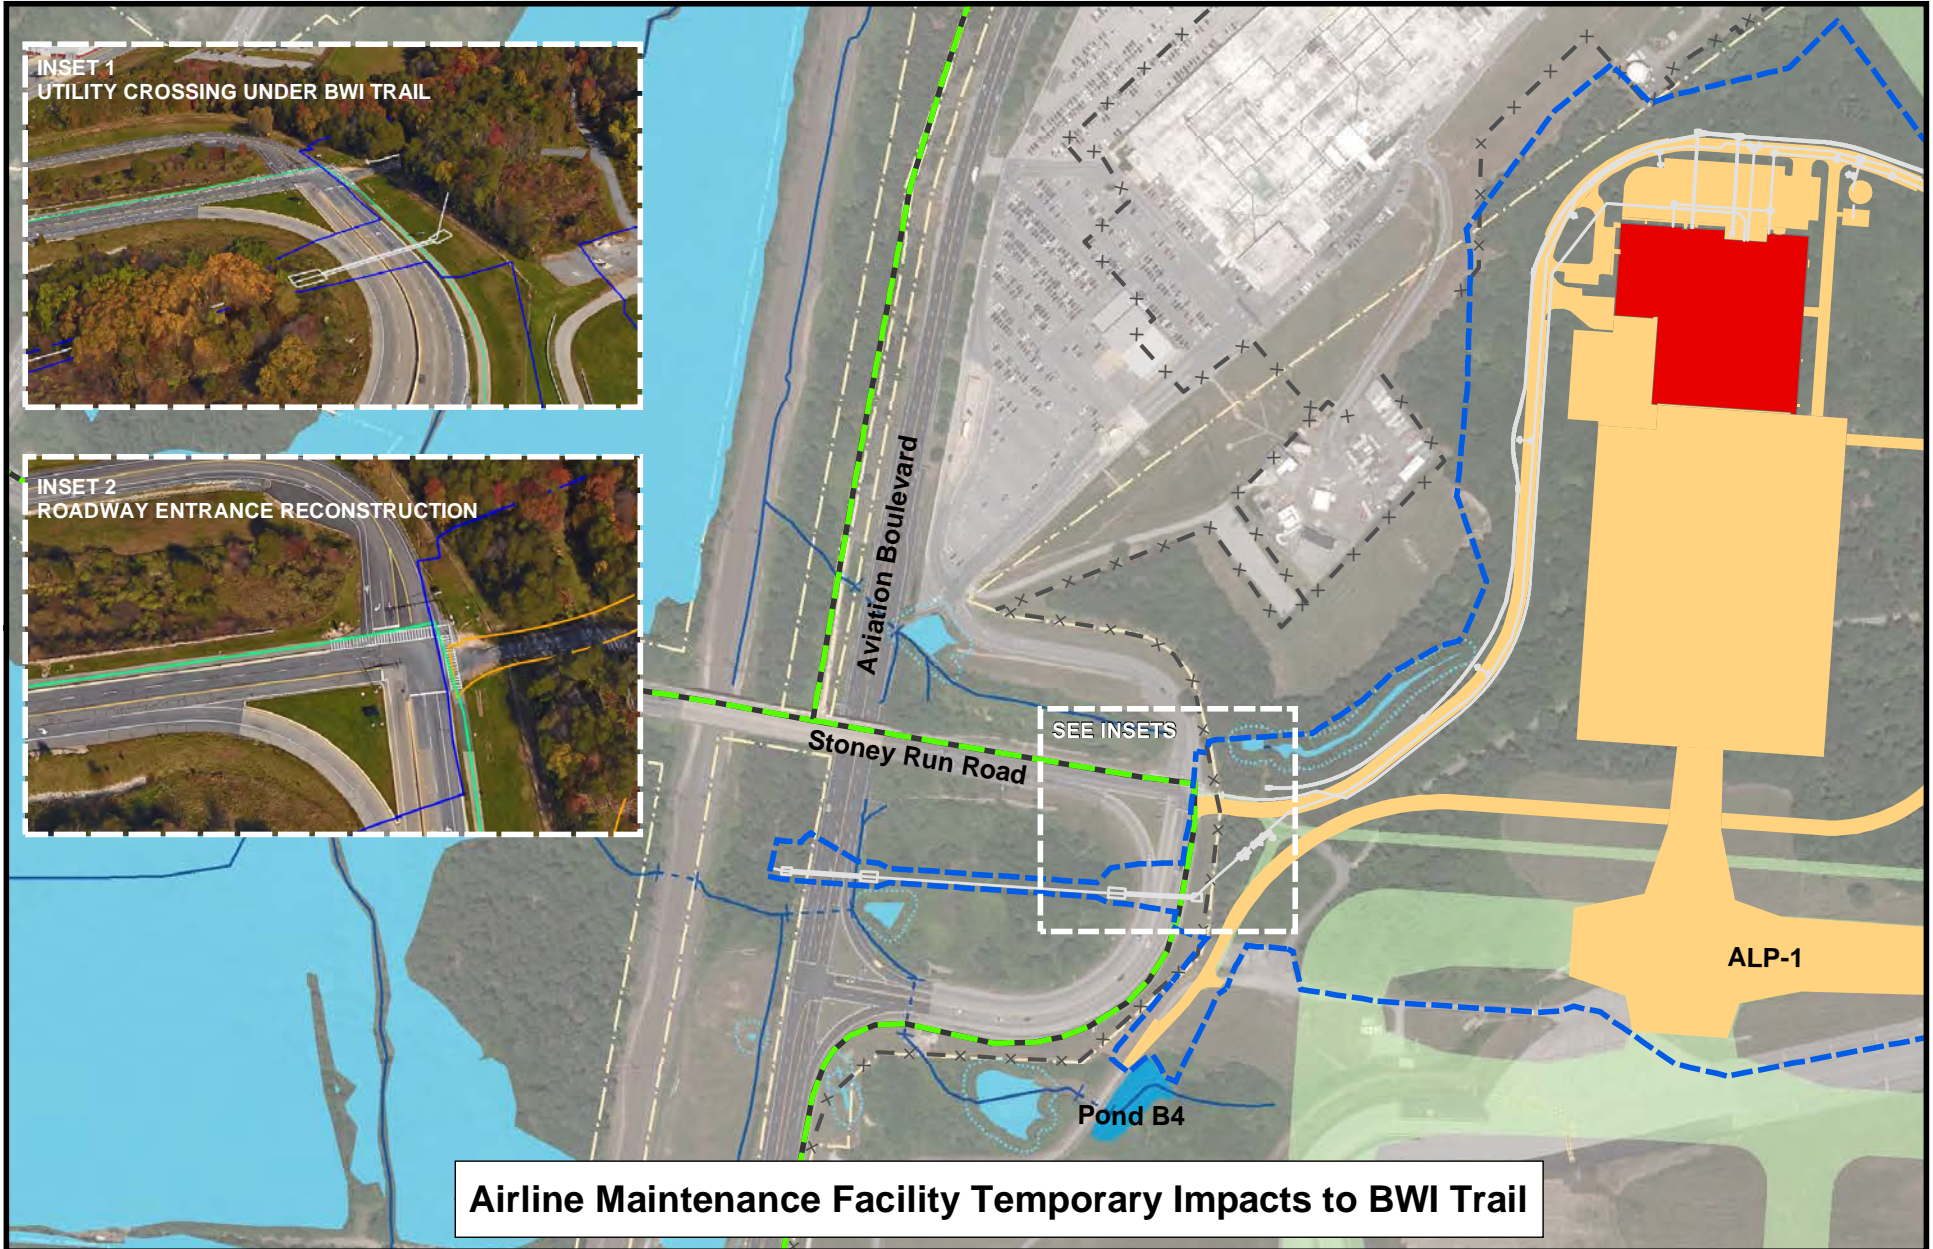 INSET 1
UTILITY CROSSING UNDER BWI TRAIL
INSET 2
ROADWAY ENTRANCE RECONSTRUCTION
Aviation Boulevard
Stoney Run Road
SEE INSETS
ALP-1
Pond B4
Airline Maintenance Facility Temporary Impacts to BWI Trail